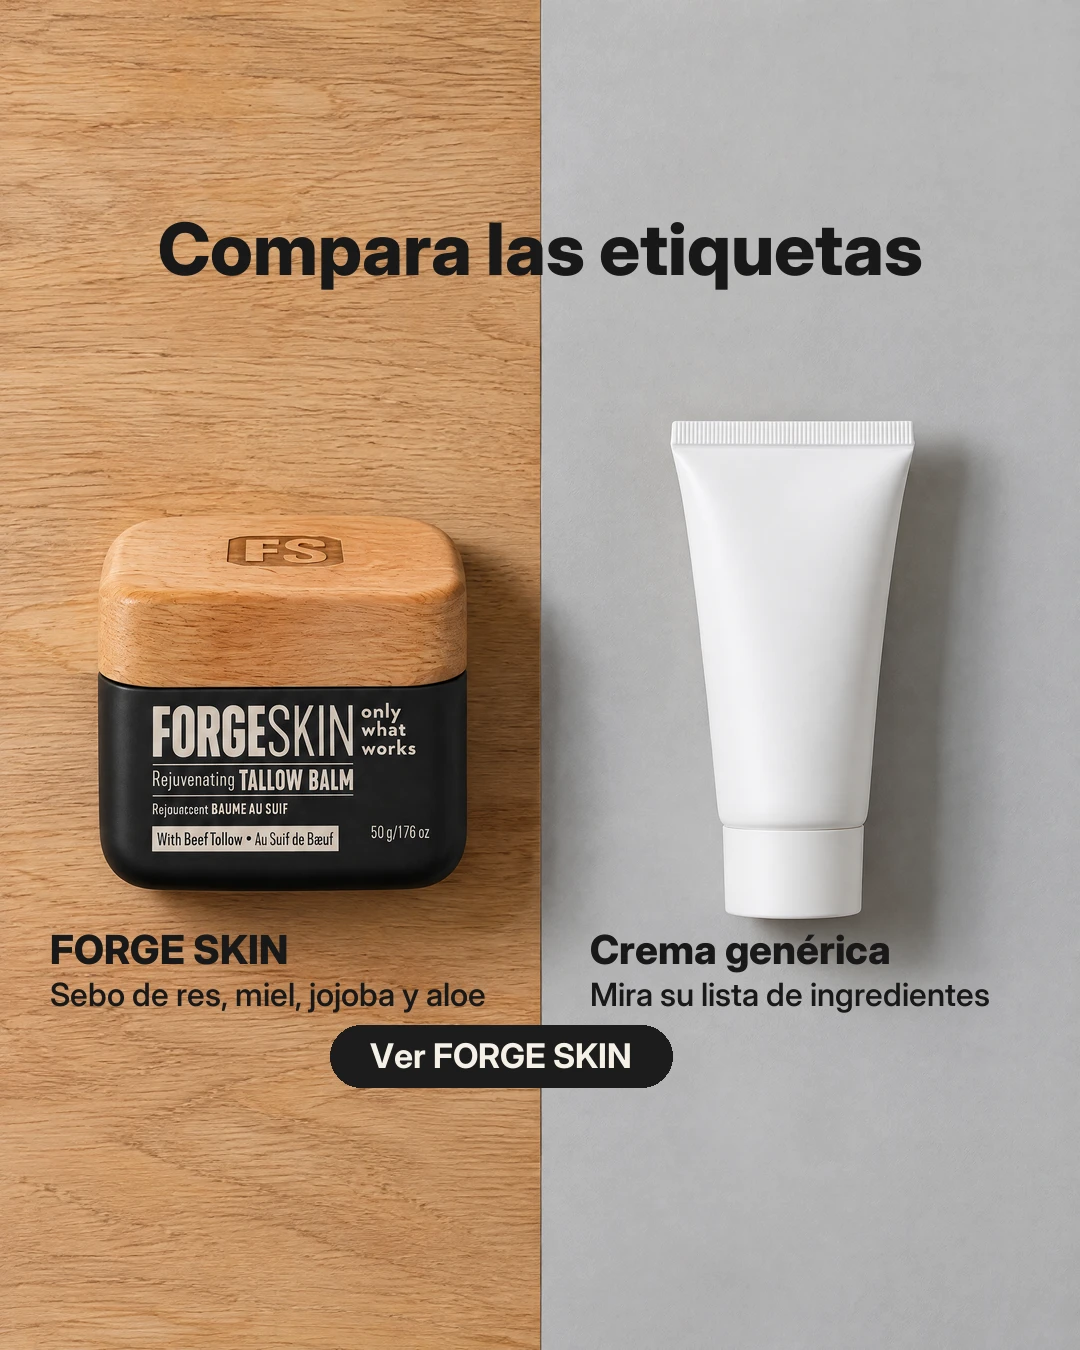 Compara las etiquetas
FS
FORGESKIN
only
what
works
Rejuvenating TALLOW BALM
Rejouatcent BAUME AU SUIF
With Beef Tollow • Au Suif de Bœuf
50 g/176 oz
FORGE SKIN
Sebo de res, miel, jojoba y aloe
Crema genérica
Mira su lista de ingredientes
Ver FORGE SKIN